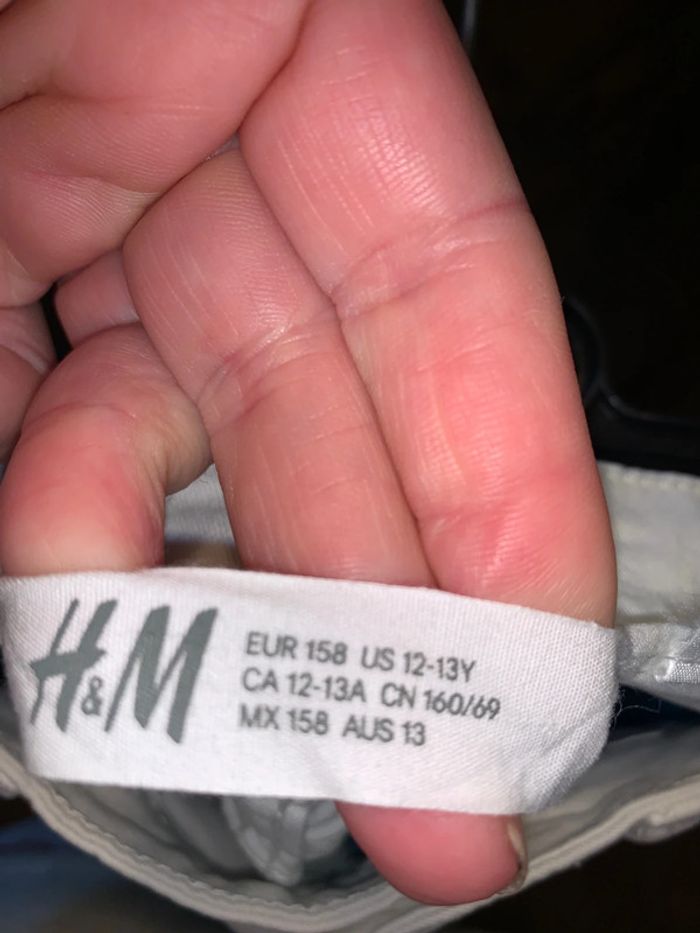 H&M
EUR 158 US 12-13Y
CA 12-13A CN 160/69
MX 158 AUS 13